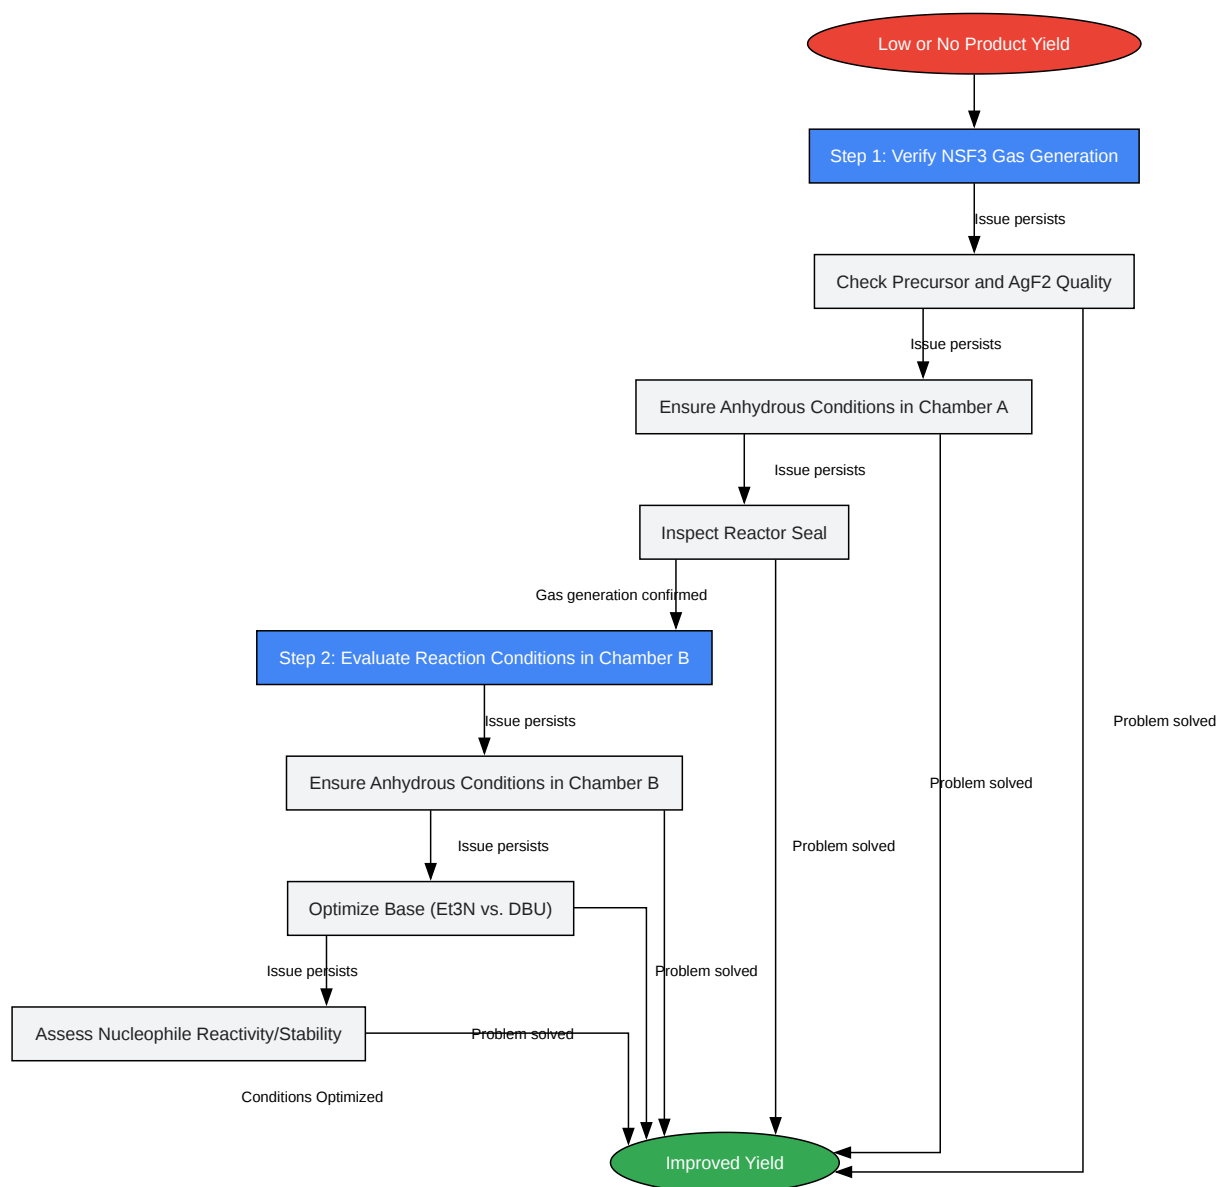 Low or No Product Yield
Step 1: Verify NSF3 Gas Generation
Issue persists
Check Precursor and AgF2 Quality
Issue persists
Ensure Anhydrous Conditions in Chamber A
Issue persists
Inspect Reactor Seal
Gas generation confirmed
Step 2: Evaluate Reaction Conditions in Chamber B
Issue persists
Problem solved
Ensure Anhydrous Conditions in Chamber B
Problem solved
Issue persists
Problem solved
Optimize Base (Et3N vs. DBU)
Issue persists
Problem solved
Assess Nucleophile Reactivity/Stability
Problem solved
Conditions Optimized
Improved Yield